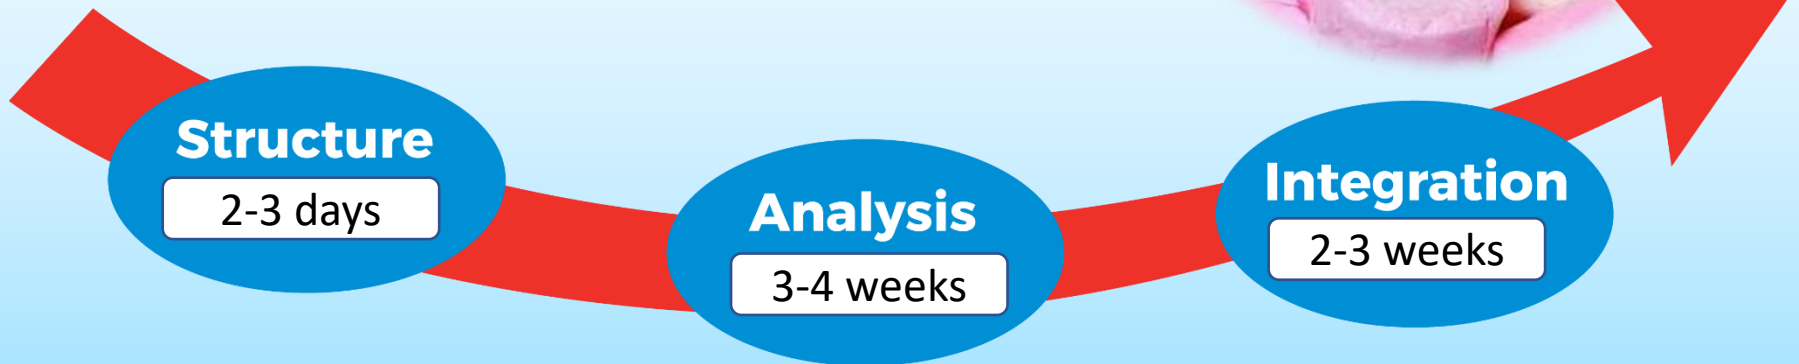 Structure
2-3 days
Analysis
3-4 weeks
Integration
2-3 weeks